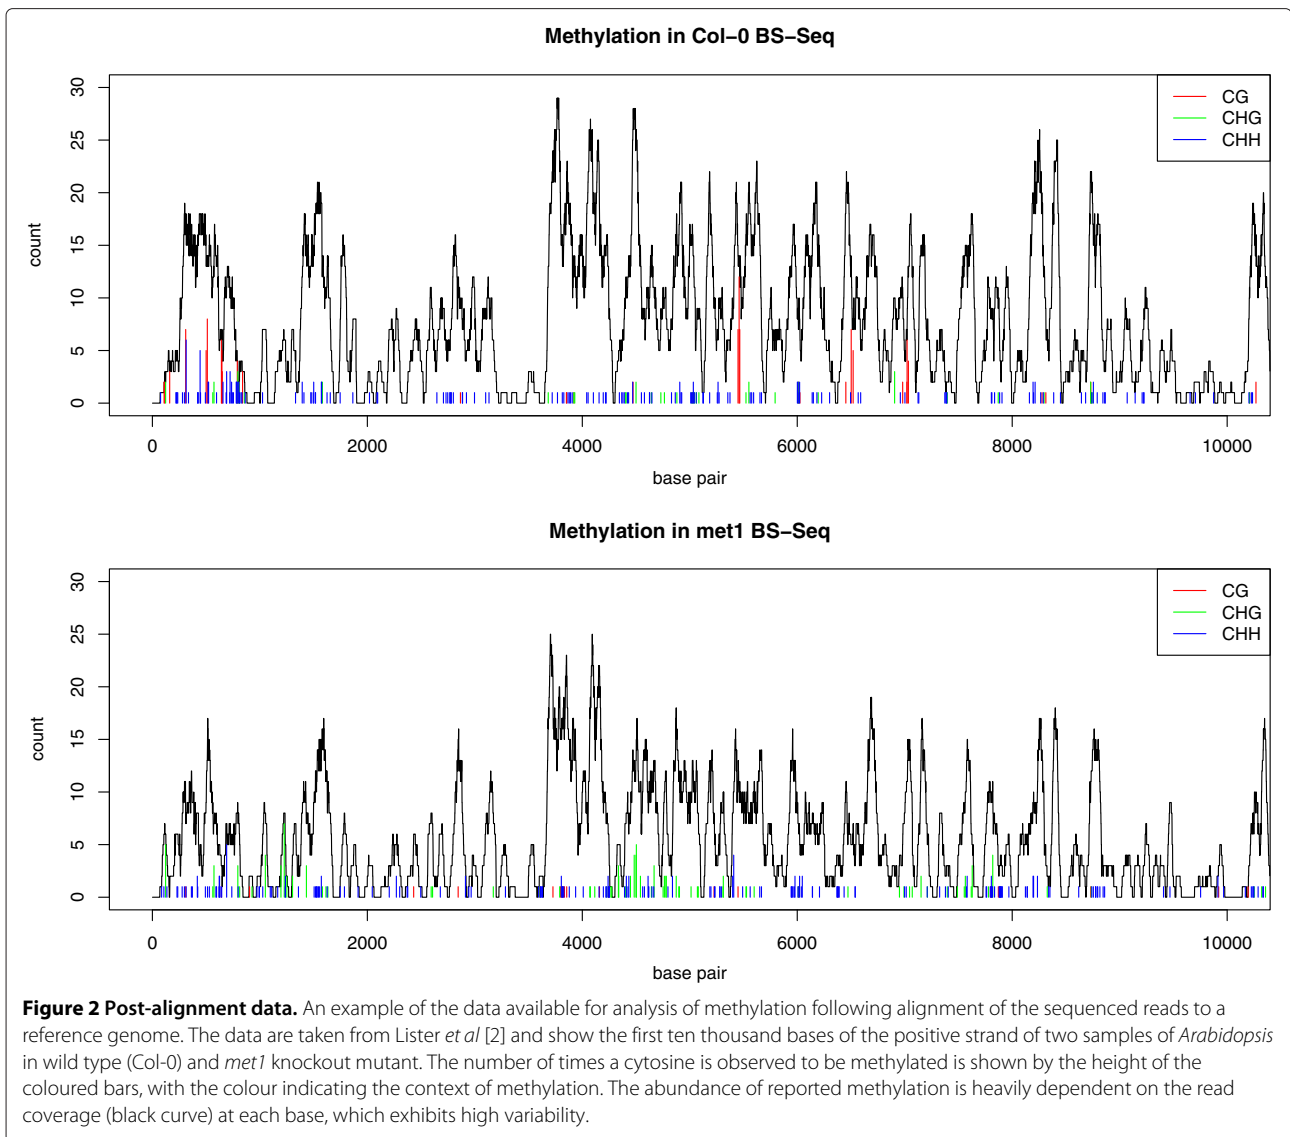 Methylation in Col−0 BS−Seq
30
25
20
15
10
5
0
count
CG
CHG
CHH
0 2000 4000 6000 8000 10000
base pair
Methylation in met1 BS−Seq
30
25
20
15
10
5
0
count
CG
CHG
CHH
0 2000 4000 6000 8000 10000
base pair
Figure 2 Post-alignment data. An example of the data available for analysis of methylation following alignment of the sequenced reads to a
reference genome. The data are taken from Lister et al [2] and show the first ten thousand bases of the positive strand of two samples of Arabidopsis
in wild type (Col-0) and met1 knockout mutant. The number of times a cytosine is observed to be methylated is shown by the height of the
coloured bars, with the colour indicating the context of methylation. The abundance of reported methylation is heavily dependent on the read
coverage (black curve) at each base, which exhibits high variability.